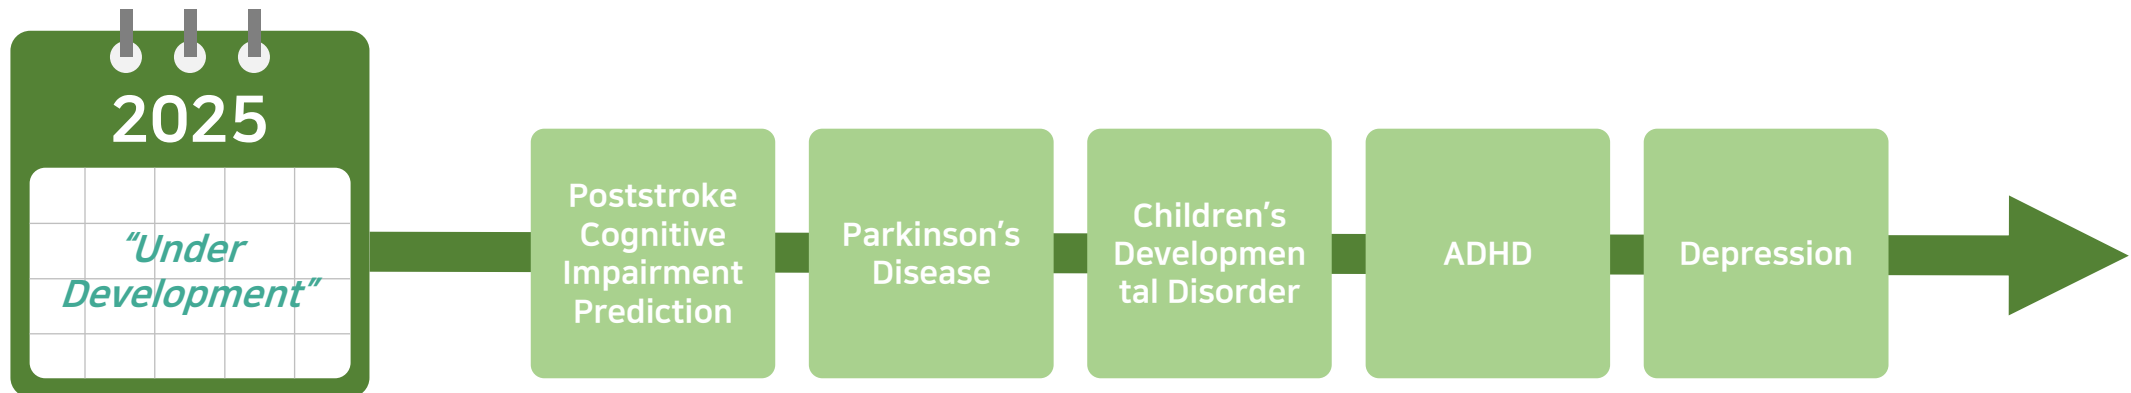 2025
“Under
Development”
Poststroke
Cognitive
Impairment
Prediction
Parkinson’s
Disease
Children’s
Developmen
tal Disorder
ADHD
Depression